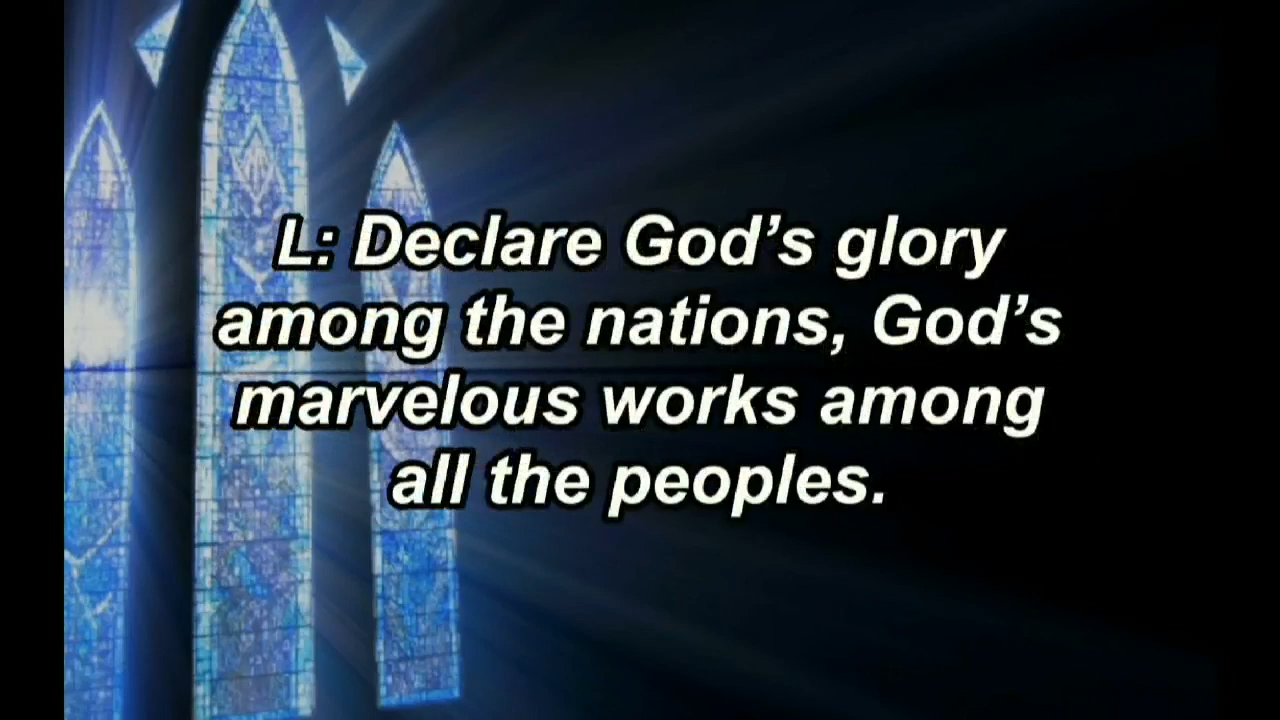 L: Declare God’s glory
among the nations, God’s
marvelous works among
all the peoples.